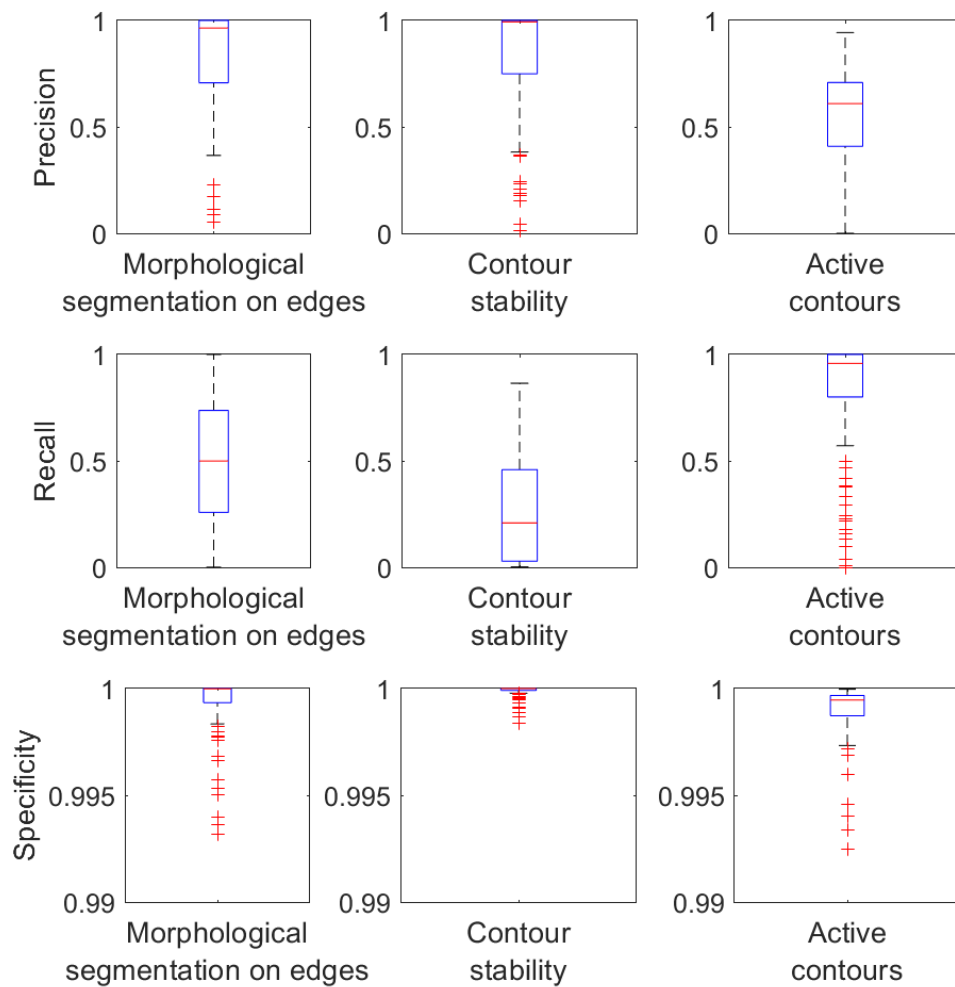 Precision
1
0.5
0
Morphological
segmentation on edges
1
0.5
0
Contour
stability
1
0.5
0
Active
contours
Recall
1
0.5
0
Morphological
segmentation on edges
1
0.5
0
Contour
stability
1
0.5
0
Active
contours
Specificity
1
0.995
0.99
Morphological
segmentation on edges
1
0.995
0.99
Contour
stability
1
0.995
0.99
Active
contours